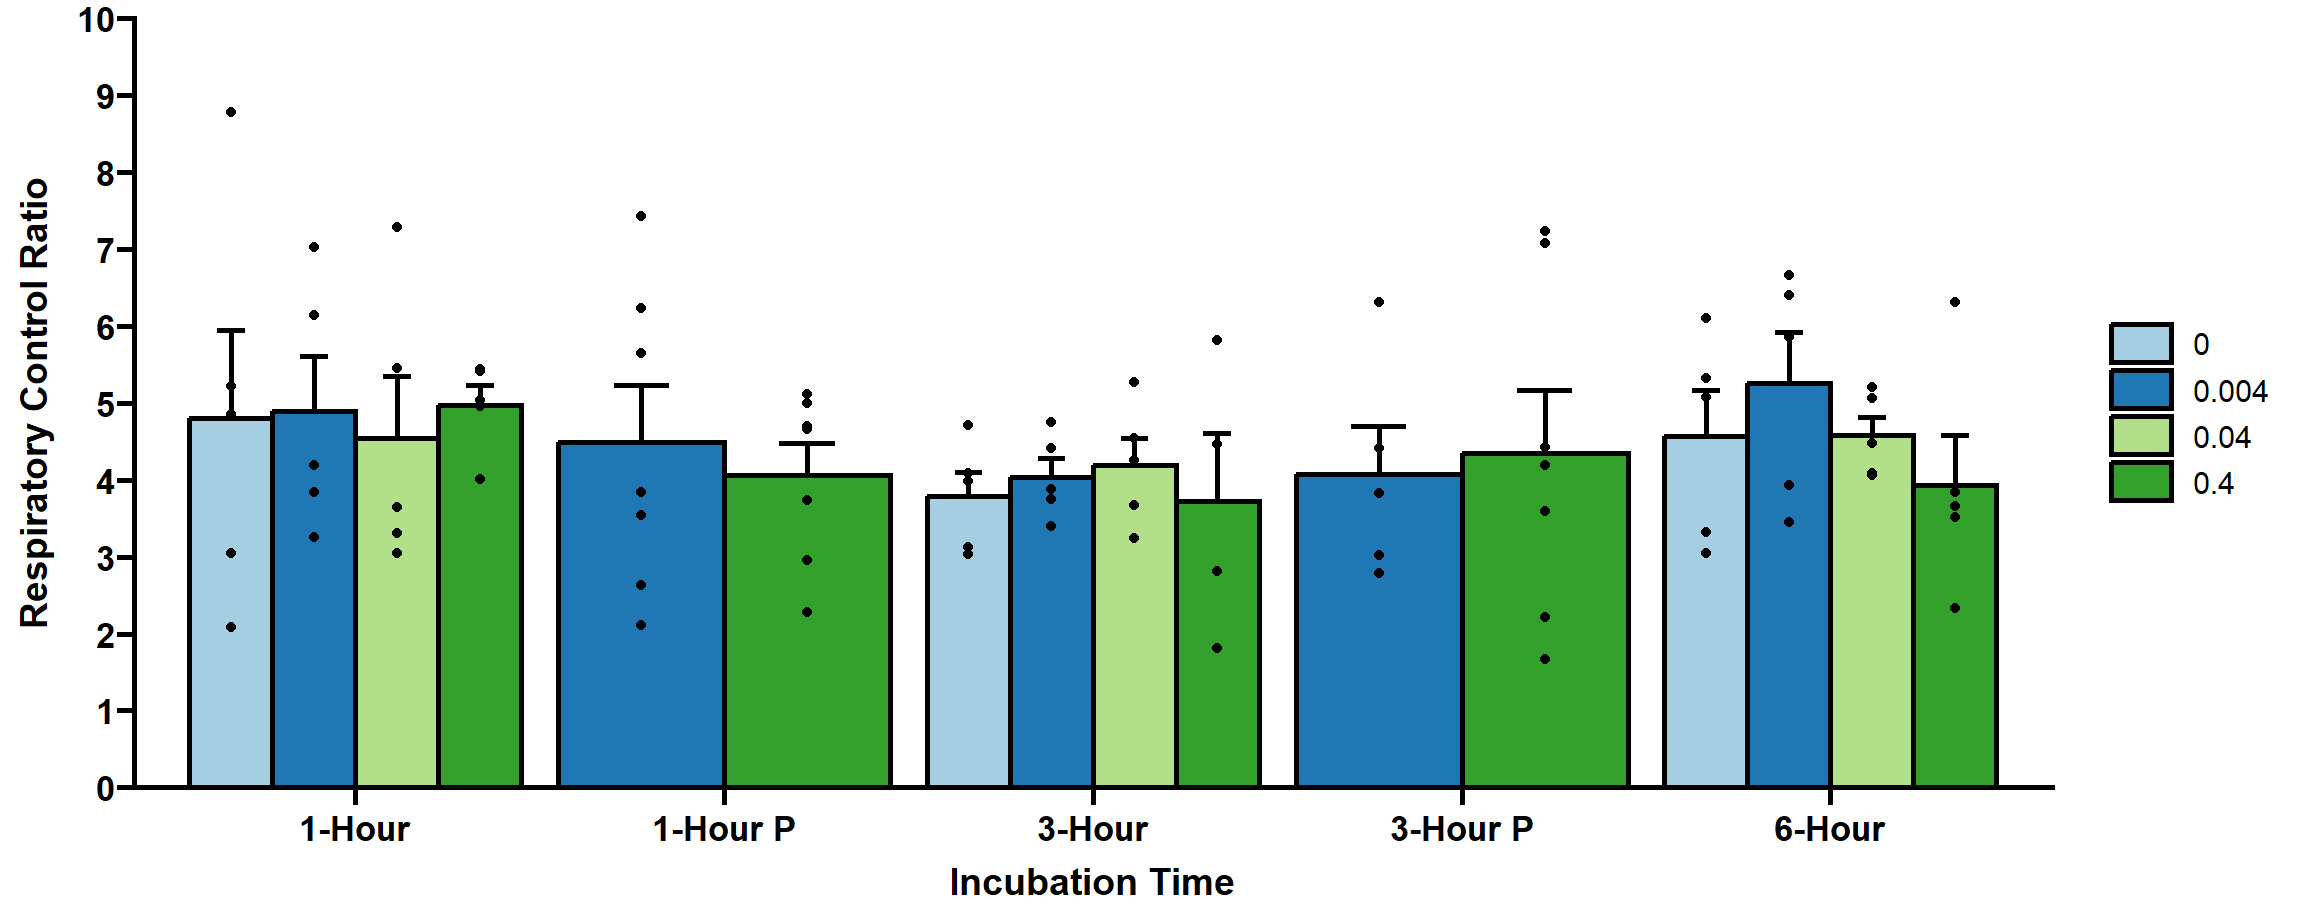 10
9
8
7
6
5
4
3
2
1
0
Respiratory Control Ratio
1-Hour
1-Hour P
3-Hour
3-Hour P
6-Hour
Incubation Time
0
0.004
0.04
0.4